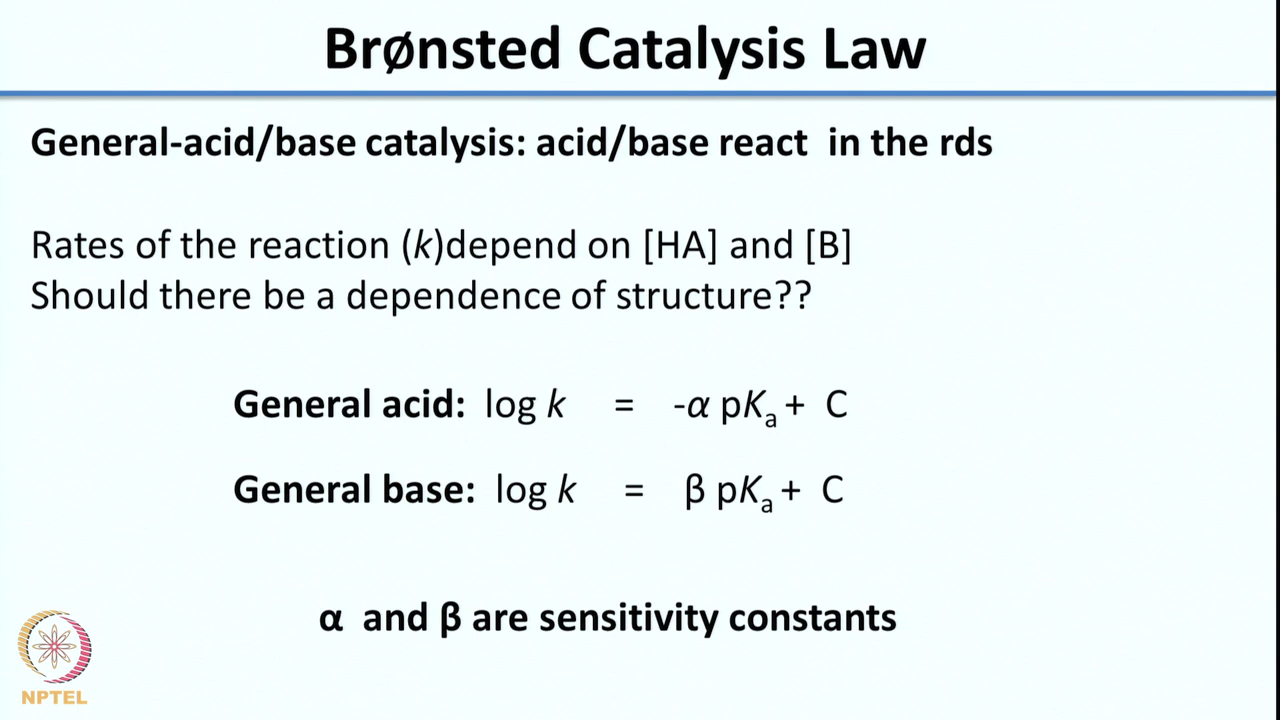 Brønsted Catalysis Law
General-acid/base catalysis: acid/base react in the rds
Rates of the reaction (k)depend on [HA] and [B]
Should there be a dependence of structure??
General acid: log k = -α pKa + C
General base: log k = β pKa + C
α and β are sensitivity constants
NPTEL